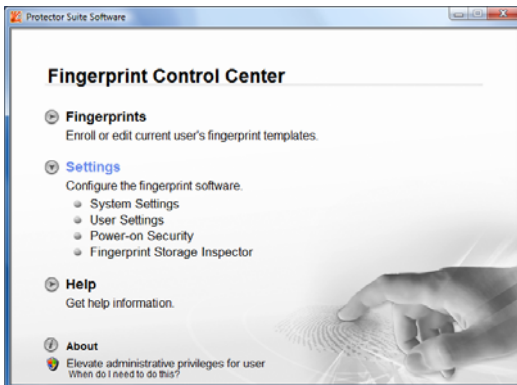 Protector Suite Software
Fingerprint Control Center
Fingerprints
Enroll or edit current user's fingerprint templates.
Settings
Configure the fingerprint software.
System Settings
User Settings
Power-on Security
Fingerprint Storage Inspector
Help
Get help information.
About
Elevate administrative privileges for user
When do I need to do this?